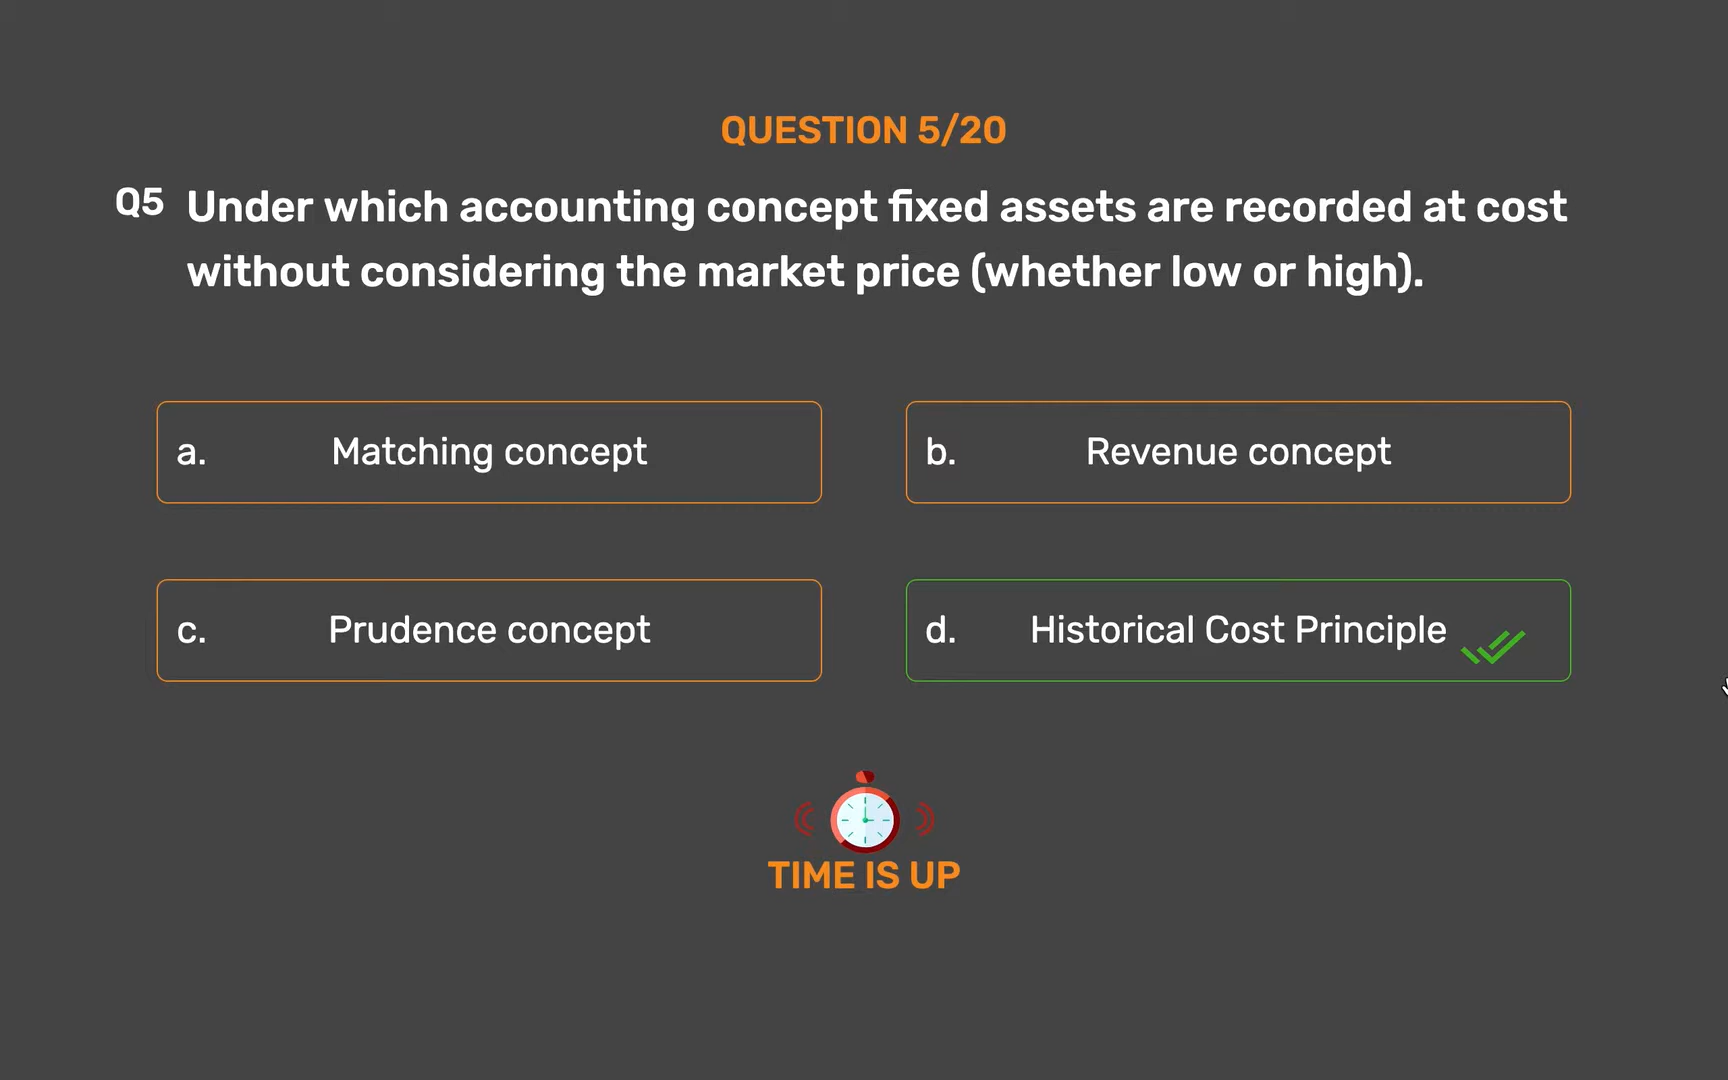 QUESTION 5/20
Q5 Under which accounting concept fixed assets are recorded at cost
without considering the market price (whether low or high).
a. Matching concept
b. Revenue concept
c. Prudence concept
d. Historical Cost Principle
TIME IS UP